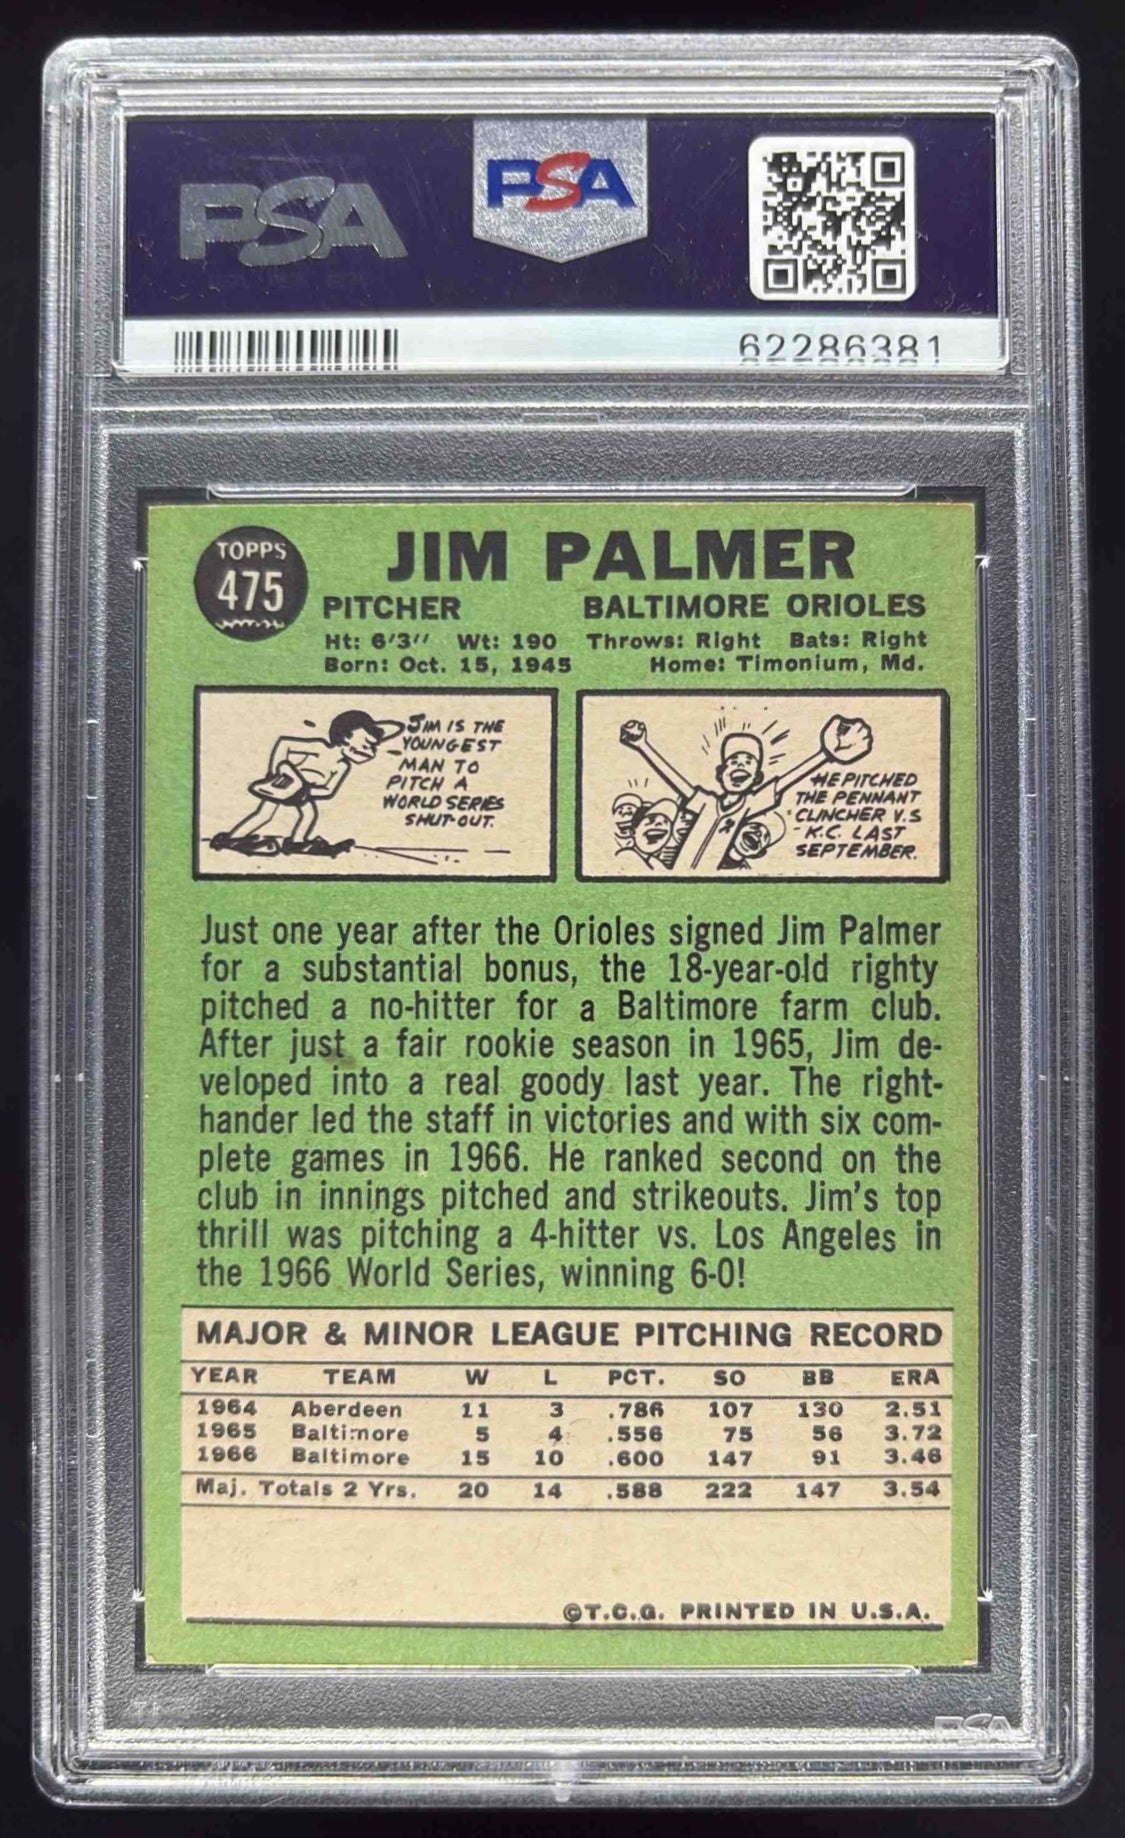 PSA
PSA
62286381
TOPPS
475
JIM PALMER
PITCHER BALTIMORE ORIOLES
Ht: 6'3" Wt: 190 Throws: Right Bats: Right
Born: Oct. 15, 1945 Home: Timonium, Md.
JIM IS THE
YOUNGEST
MAN TO
PITCH A
WORLD SERIES
SHUT-OUT.
HE PITCHED
THE PENNANT
CLINCHER V.S
K.C. LAST
SEPTEMBER.
Just one year after the Orioles signed Jim Palmer
for a substantial bonus, the 18-year-old righty
pitched a no-hitter for a Baltimore farm club.
After just a fair rookie season in 1965, Jim de-
veloped into a real goody last year. The right-
hander led the staff in victories and with six com-
plete games in 1966. He ranked second on the
club in innings pitched and strikeouts. Jim's top
thrill was pitching a 4-hitter vs. Los Angeles in
the 1966 World Series, winning 6-0!
MAJOR & MINOR LEAGUE PITCHING RECORD
YEAR TEAM W L PCT. SO BB ERA
1964 Aberdeen 11 3 .786 107 130 2.51
1965 Baltimore 5 4 .556 75 56 3.72
1966 Baltimore 15 10 .600 147 91 3.46
Maj. Totals 2 Yrs. 20 14 .588 222 147 3.54
©T.C.G. PRINTED IN U.S.A.
PSA